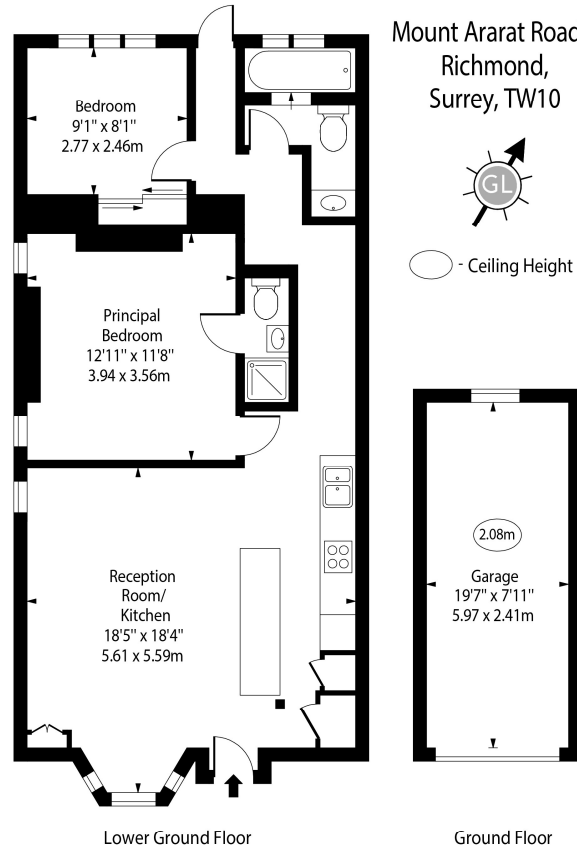 Mount Ararat Road
Richmond,
Surrey, TW10
GL
- Ceiling Height
Bedroom
9'1" x 8'1"
2.77 x 2.46m
Principal
Bedroom
12'11" x 11'8"
3.94 x 3.56m
Reception
Room/
Kitchen
18'5" x 18'4"
5.61 x 5.59m
2.08m
Garage
19'7" x 7'11"
5.97 x 2.41m
Lower Ground Floor
Ground Floor